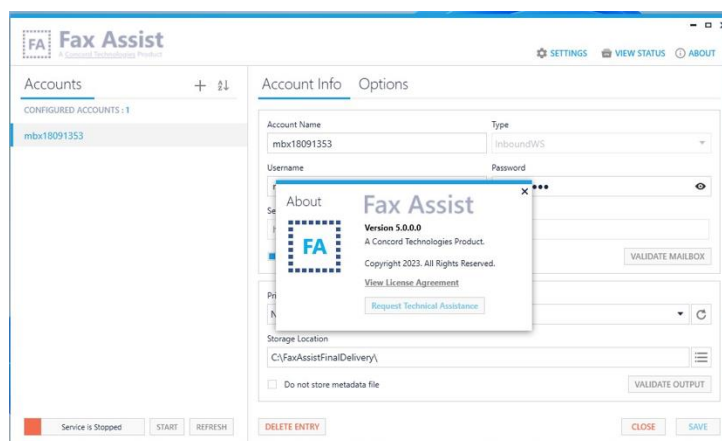 FA Fax Assist
A Concord Technologies Product
SETTINGS VIEW STATUS ABOUT
Accounts
CONFIGURED ACCOUNTS : 1
mbx18091353
Account Info Options
Account Name Type
mbx18091353 InboundWS
Username Password
About Fax Assist
Version 5.0.0.0
FA
A Concord Technologies Product.
Copyright 2023. All Rights Reserved.
View License Agreement
Request Technical Assistance
VALIDATE MAILBOX
Storage Location
C:\FaxAssistFinalDelivery\
Do not store metadata file
VALIDATE OUTPUT
Service is Stopped START REFRESH
DELETE ENTRY CLOSE SAVE